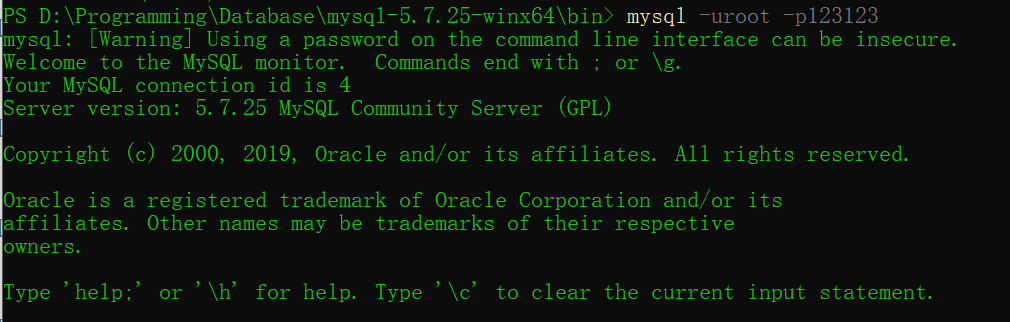 PS D:\Programming\Database\mysql-5.7.25-winx64\bin> mysql -uroot -p123123
mysql: [Warning] Using a password on the command line interface can be insecure.
Welcome to the MySQL monitor.  Commands end with ; or \g.
Your MySQL connection id is 4
Server version: 5.7.25 MySQL Community Server (GPL)
Copyright (c) 2000, 2019, Oracle and/or its affiliates. All rights reserved.
Oracle is a registered trademark of Oracle Corporation and/or its
affiliates. Other names may be trademarks of their respective
owners.
Type 'help;' or '\h' for help. Type '\c' to clear the current input statement.